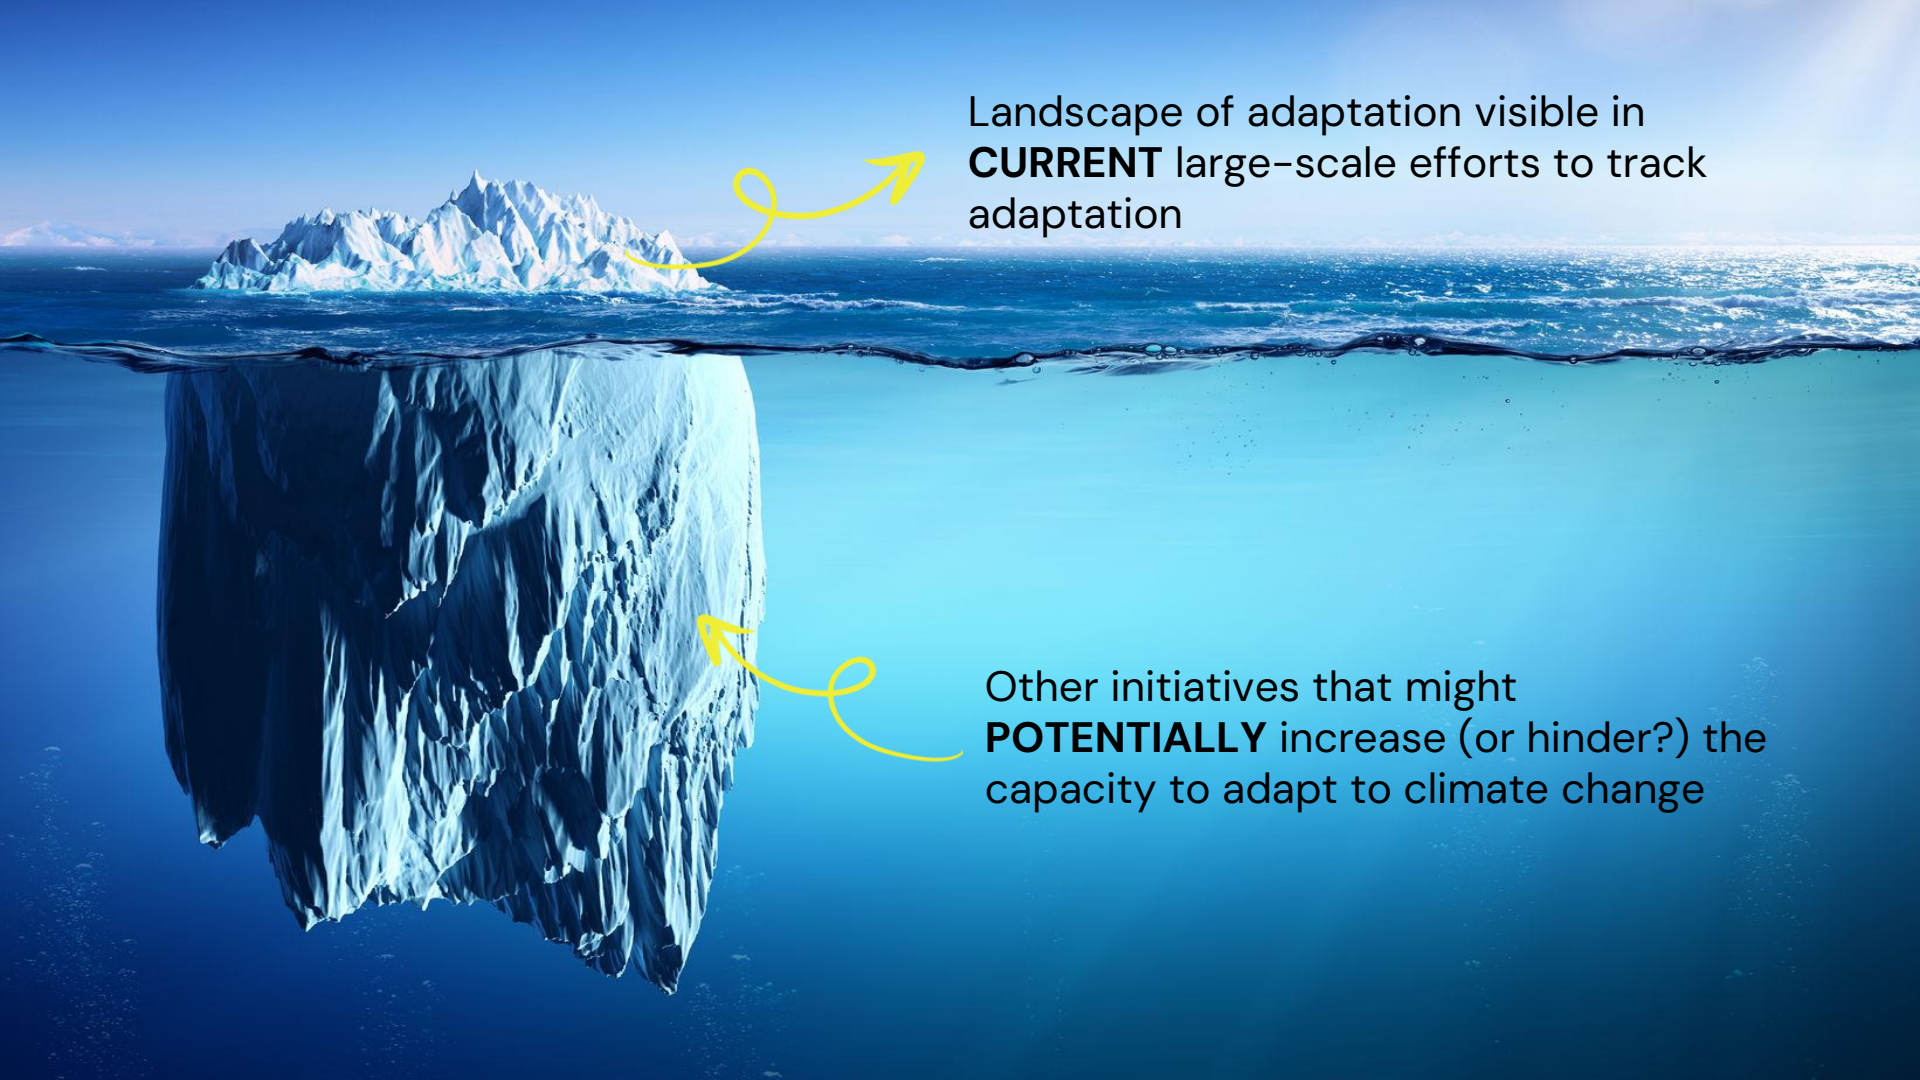 Landscape of adaptation visible in
CURRENT large-scale efforts to track
adaptation
Other initiatives that might
POTENTIALLY increase (or hinder?) the
capacity to adapt to climate change